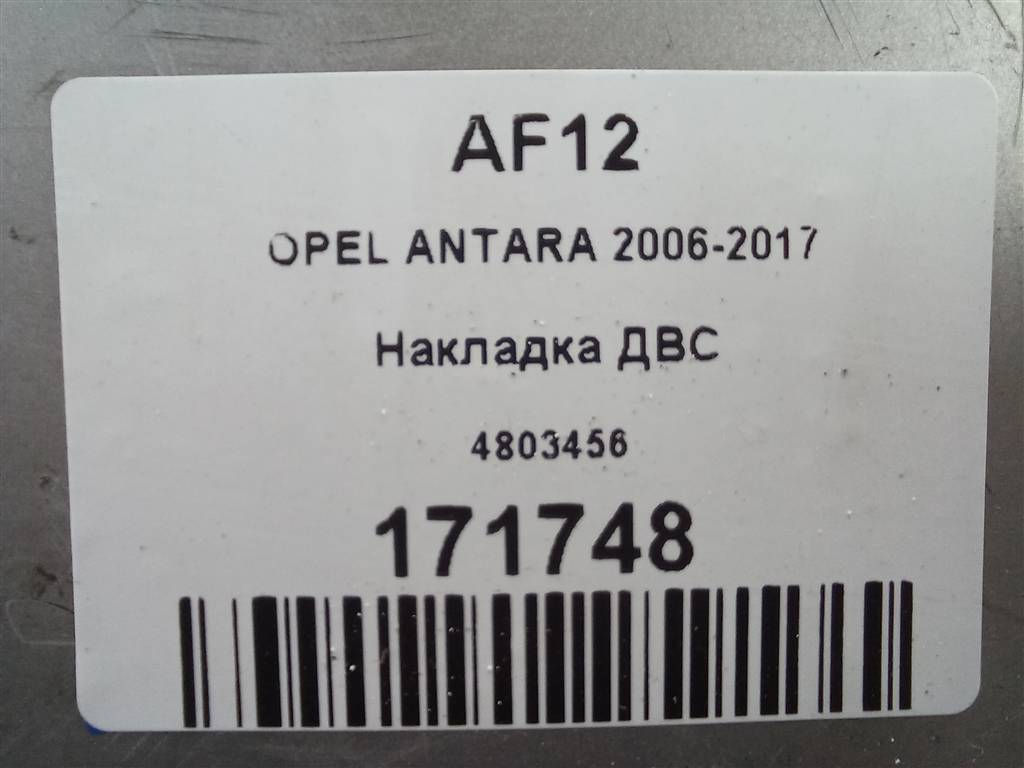 AF12
OPEL ANTARA 2006-2017
Накладка ДВС
4803456
171748